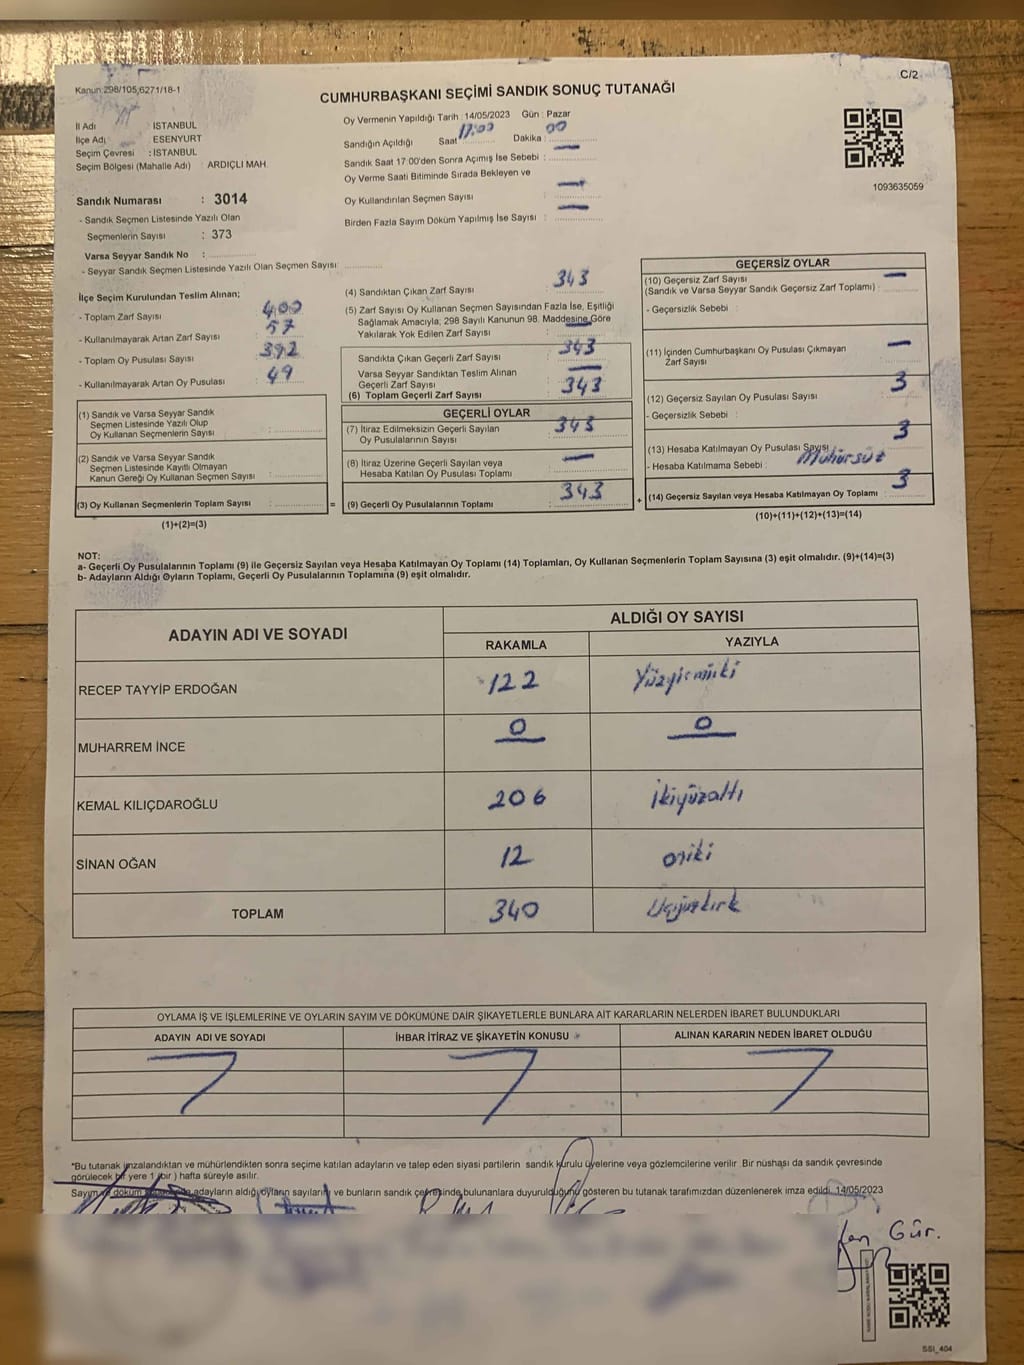 Kanun:298/105,6271/18-1
C/2
CUMHURBAŞKANI SEÇİMİ SANDIK SONUÇ TUTANAĞI
İl Adı : İSTANBUL
İlçe Adı : ESENYURT
Seçim Çevresi : İSTANBUL
Seçim Bölgesi (Mahalle Adı) : ARDIÇLI MAH
Sandık Numarası : 3014
- Sandık Seçmen Listesinde Yazılı Olan
Seçmenlerin Sayısı : 373
Varsa Seyyar Sandık No :
- Seyyar Sandık Seçmen Listesinde Yazılı Olan Seçmen Sayısı:
Oy Vermenin Yapıldığı Tarih :14/05/2023 Gün : Pazar
Sandığın Açıldığı Saat 17:00 Dakika : 00
Sandık Saat 17:00'den Sonra Açımış İse Sebebi : —
Oy Verme Saati Bitiminde Sırada Bekleyen ve
Oy Kullandırılan Seçmen Sayısı : —
Birden Fazla Sayım Döküm Yapılmış İse Sayısı : —
1093635059
İlçe Seçim Kurulundan Teslim Alınan;
- Toplam Zarf Sayısı : 400
- Kullanılmayarak Artan Zarf Sayısı : 57
- Toplam Oy Pusulası Sayısı : 392
- Kullanılmayarak Artan Oy Pusulası : 49
(1) Sandık ve Varsa Seyyar Sandık
Seçmen Listesinde Yazılı Olup
Oy Kullanan Seçmenlerin Sayısı :
(2) Sandık ve Varsa Seyyar Sandık
Seçmen Listesinde Kayıtlı Olmayan
Kanun Gereği Oy Kullanan Seçmen Sayısı :
(3) Oy Kullanan Seçmenlerin Toplam Sayısı : =
(1)+(2)=(3)
(4) Sandıktan Çıkan Zarf Sayısı : 343
(5) Zarf Sayısı Oy Kullanan Seçmen Sayısından Fazla İse, Eşitliği
Sağlamak Amacıyla, 298 Sayılı Kanunun 98. Maddesine Göre
Yakılarak Yok Edilen Zarf Sayısı : —
Sandıkta Çıkan Geçerli Zarf Sayısı : 343
Varsa Seyyar Sandıktan Teslim Alınan
Geçerli Zarf Sayısı : —
(6) Toplam Geçerli Zarf Sayısı : 343
GEÇERLİ OYLAR
(7) İtiraz Edilmeksizin Geçerli Sayılan
Oy Pusulalarının Sayısı : 343
(8) İtiraz Üzerine Geçerli Sayılan veya
Hesaba Katılan Oy Pusulası Toplamı : —
(9) Geçerli Oy Pusulalarının Toplamı : 343 +
GEÇERSİZ OYLAR
(10) Geçersiz Zarf Sayısı —
(Sandık ve Varsa Seyyar Sandık Geçersiz Zarf Toplamı) :
- Geçersizlik Sebebi :
(11) İçinden Cumhurbaşkanı Oy Pusulası Çıkmayan —
Zarf Sayısı
(12) Geçersiz Sayılan Oy Pusulası Sayısı : 3
- Geçersizlik Sebebi :
(13) Hesaba Katılmayan Oy Pusulası Sayısı 3
- Hesaba Katılmama Sebebi : Mühürsüz
(14) Geçersiz Sayılan veya Hesaba Katılmayan Oy Toplamı : 3
(10)+(11)+(12)+(13)=(14)
NOT:
a- Geçerli Oy Pusulalarının Toplamı (9) ile Geçersiz Sayılan veya Hesaba Katılmayan Oy Toplamı (14) Toplamları, Oy Kullanan Seçmenlerin Toplam Sayısına (3) eşit olmalıdır. (9)+(14)=(3)
b- Adayların Aldığı Oyların Toplamı, Geçerli Oy Pusulalarının Toplamına (9) eşit olmalıdır.
ADAYIN ADI VE SOYADI
ALDIĞI OY SAYISI
RAKAMLA YAZIYLA
RECEP TAYYİP ERDOĞAN 122 Yüzyirmiiki
MUHARREM İNCE 0 0
KEMAL KILIÇDAROĞLU 206 İkiyüzaltı
SİNAN OĞAN 12 oniki
TOPLAM 340 Üçyüzkırk
OYLAMA İŞ VE İŞLEMLERİNE VE OYLARIN SAYIM VE DÖKÜMÜNE DAİR ŞİKAYETLERLE BUNLARA AİT KARARLARIN NELERDEN İBARET BULUNDUKLARI
ADAYIN ADI VE SOYADI İHBAR İTİRAZ VE ŞİKAYETİN KONUSU ALINAN KARARIN NEDEN İBARET OLDUĞU
*Bu tutanak imzalandıktan ve mühürlendikten sonra seçime katılan adayların ve talep eden siyasi partilerin sandık kurulu üyelerine veya gözlemcilerine verilir. Bir nüshası da sandık çevresinde
görülecek bir yere 1 (bir) hafta süreyle asılır.
Sayım ve döküm adayların aldığı oyların sayıların ve bunların sandık çevresinde bulunanlara duyurulduğunu gösteren bu tutanak tarafımızdan düzenlenerek imza edildi. 14/05/2023
Gür.
SSI_404